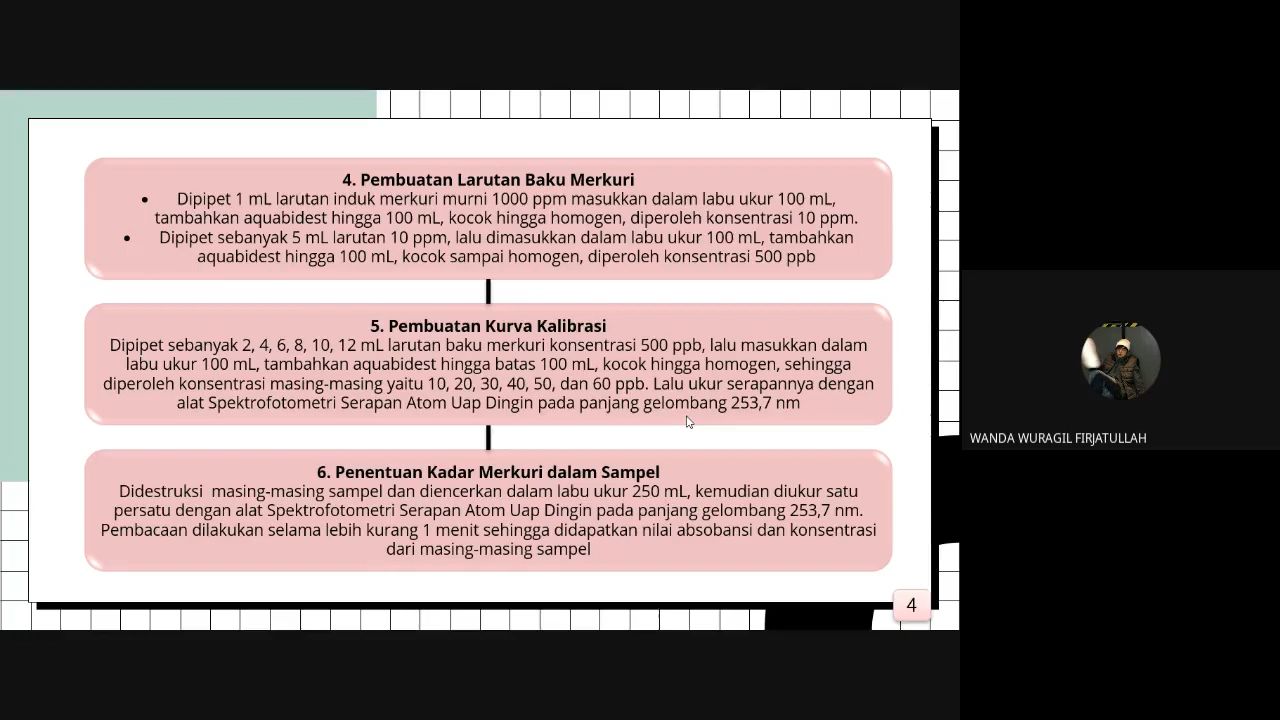 4. Pembuatan Larutan Baku Merkuri
• Dipipet 1 mL larutan induk merkuri murni 1000 ppm masukkan dalam labu ukur 100 mL,
tambahkan aquabidest hingga 100 mL, kocok hingga homogen, diperoleh konsentrasi 10 ppm.
• Dipipet sebanyak 5 mL larutan 10 ppm, lalu dimasukkan dalam labu ukur 100 mL, tambahkan
aquabidest hingga 100 mL, kocok sampai homogen, diperoleh konsentrasi 500 ppb
5. Pembuatan Kurva Kalibrasi
Dipipet sebanyak 2, 4, 6, 8, 10, 12 mL larutan baku merkuri konsentrasi 500 ppb, lalu masukkan dalam
labu ukur 100 mL, tambahkan aquabidest hingga batas 100 mL, kocok hingga homogen, sehingga
diperoleh konsentrasi masing-masing yaitu 10, 20, 30, 40, 50, dan 60 ppb. Lalu ukur serapannya dengan
alat Spektrofotometri Serapan Atom Uap Dingin pada panjang gelombang 253,7 nm
6. Penentuan Kadar Merkuri dalam Sampel
Didestruksi  masing-masing sampel dan diencerkan dalam labu ukur 250 mL, kemudian diukur satu
persatu dengan alat Spektrofotometri Serapan Atom Uap Dingin pada panjang gelombang 253,7 nm.
Pembacaan dilakukan selama lebih kurang 1 menit sehingga didapatkan nilai absobansi dan konsentrasi
dari masing-masing sampel
4
WANDA WURAGIL FIRJATULLAH